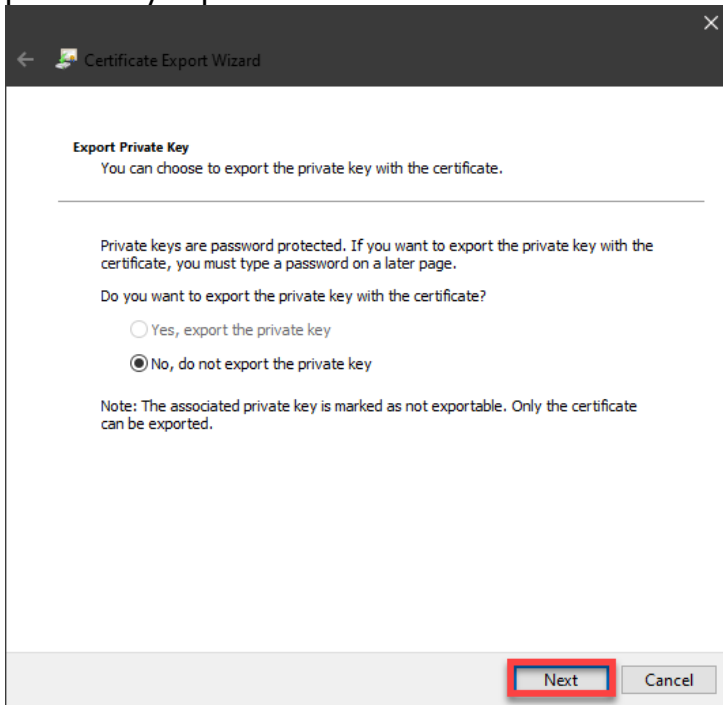 Certificate Export Wizard
Export Private Key
You can choose to export the private key with the certificate.
Private keys are password protected. If you want to export the private key with the
certificate, you must type a password on a later page.
Do you want to export the private key with the certificate?
Yes, export the private key
No, do not export the private key
Note: The associated private key is marked as not exportable. Only the certificate
can be exported.
Next Cancel